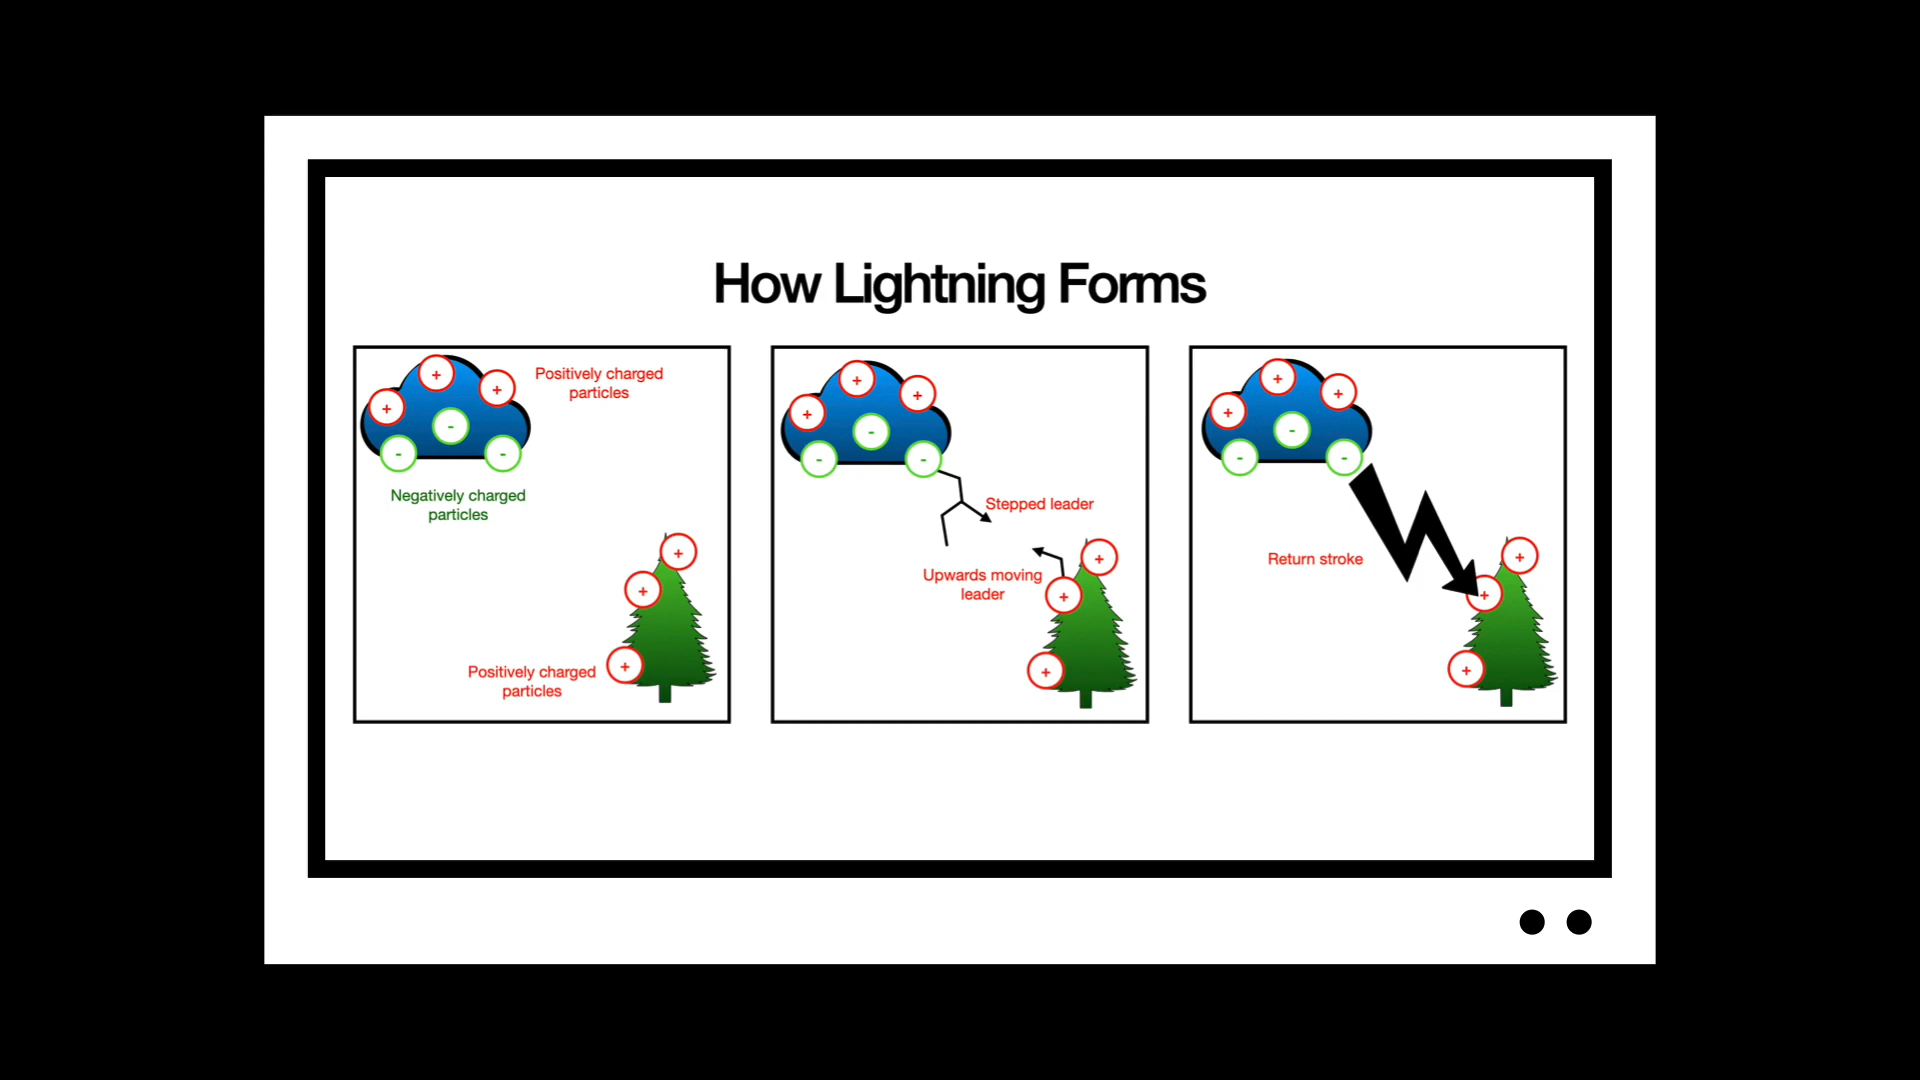 How Lightning Forms
+
+
+
-
-
-
Positively charged
particles
Negatively charged
particles
+
+
+
Positively charged
particles
+
+
+
-
-
-
Stepped leader
Upwards moving
leader
+
+
+
+
+
+
-
-
-
Return stroke
+
+
+